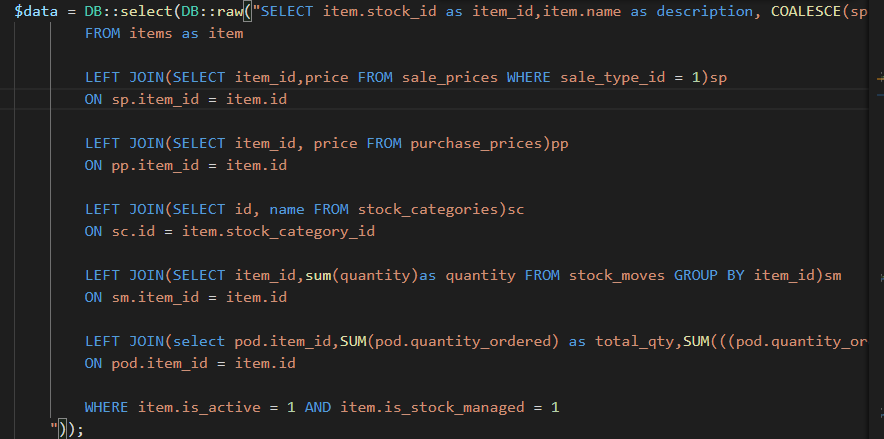 $data = DB::select(DB::raw("SELECT item.stock_id as item_id,item.name as description, COALESCE(sp
FROM items as item
LEFT JOIN(SELECT item_id,price FROM sale_prices WHERE sale_type_id = 1)sp
ON sp.item_id = item.id
LEFT JOIN(SELECT item_id, price FROM purchase_prices)pp
ON pp.item_id = item.id
LEFT JOIN(SELECT id, name FROM stock_categories)sc
ON sc.id = item.stock_category_id
LEFT JOIN(SELECT item_id,sum(quantity)as quantity FROM stock_moves GROUP BY item_id)sm
ON sm.item_id = item.id
LEFT JOIN(select pod.item_id,SUM(pod.quantity_ordered) as total_qty,SUM(((pod.quantity_or
ON pod.item_id = item.id
WHERE item.is_active = 1 AND item.is_stock_managed = 1
"));